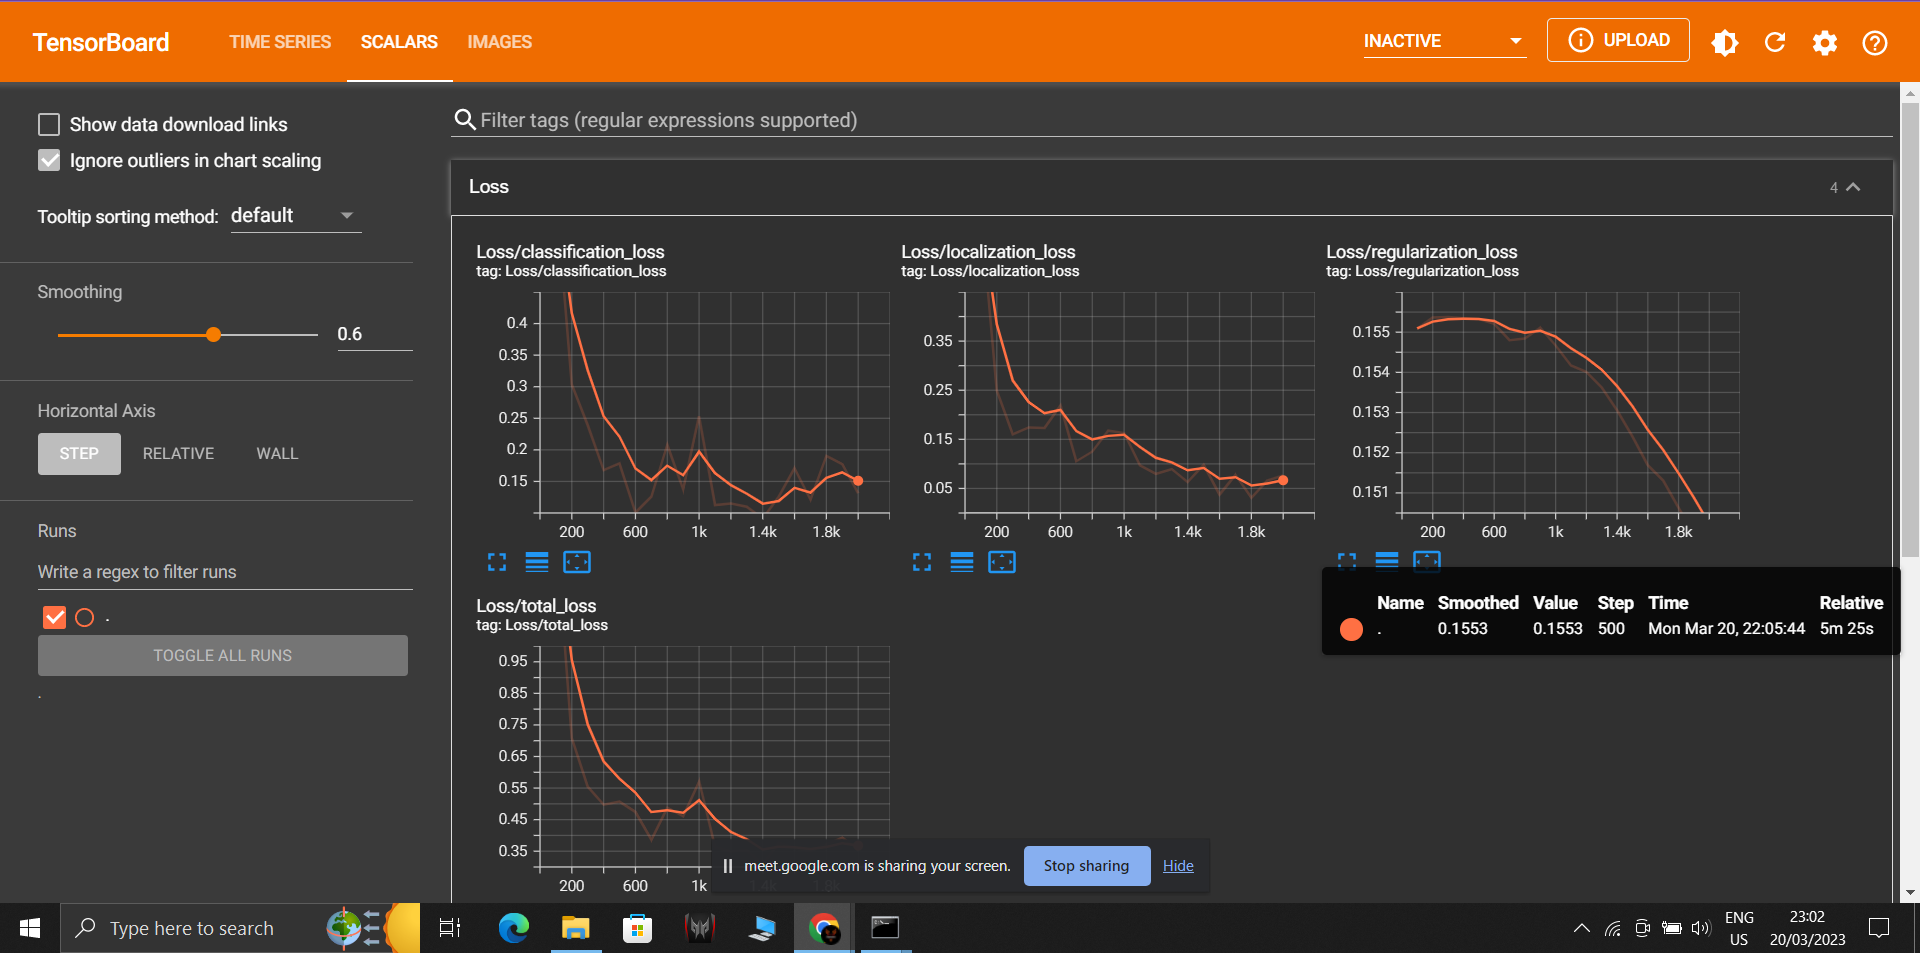 TensorBoard
TIME SERIES
SCALARS
IMAGES
INACTIVE
UPLOAD
Show data download links
Ignore outliers in chart scaling
Tooltip sorting method: default
Smoothing
0.6
Horizontal Axis
STEP RELATIVE WALL
Runs
Write a regex to filter runs
.
TOGGLE ALL RUNS
.
Filter tags (regular expressions supported)
Loss
4
Loss/classification_loss
tag: Loss/classification_loss
0.4
0.35
0.3
0.25
0.2
0.15
200 600 1k 1.4k 1.8k
Loss/localization_loss
tag: Loss/localization_loss
0.35
0.25
0.15
0.05
200 600 1k 1.4k 1.8k
Loss/regularization_loss
tag: Loss/regularization_loss
0.155
0.154
0.153
0.152
0.151
200 600 1k 1.4k 1.8k
Name Smoothed Value Step Time Relative
. 0.1553 0.1553 500 Mon Mar 20, 22:05:44 5m 25s
Loss/total_loss
tag: Loss/total_loss
0.95
0.85
0.75
0.65
0.55
0.45
0.35
200 600 1k 1.4k 1.8k
meet.google.com is sharing your screen.
Stop sharing
Hide
Type here to search
ENG
US
23:02
20/03/2023